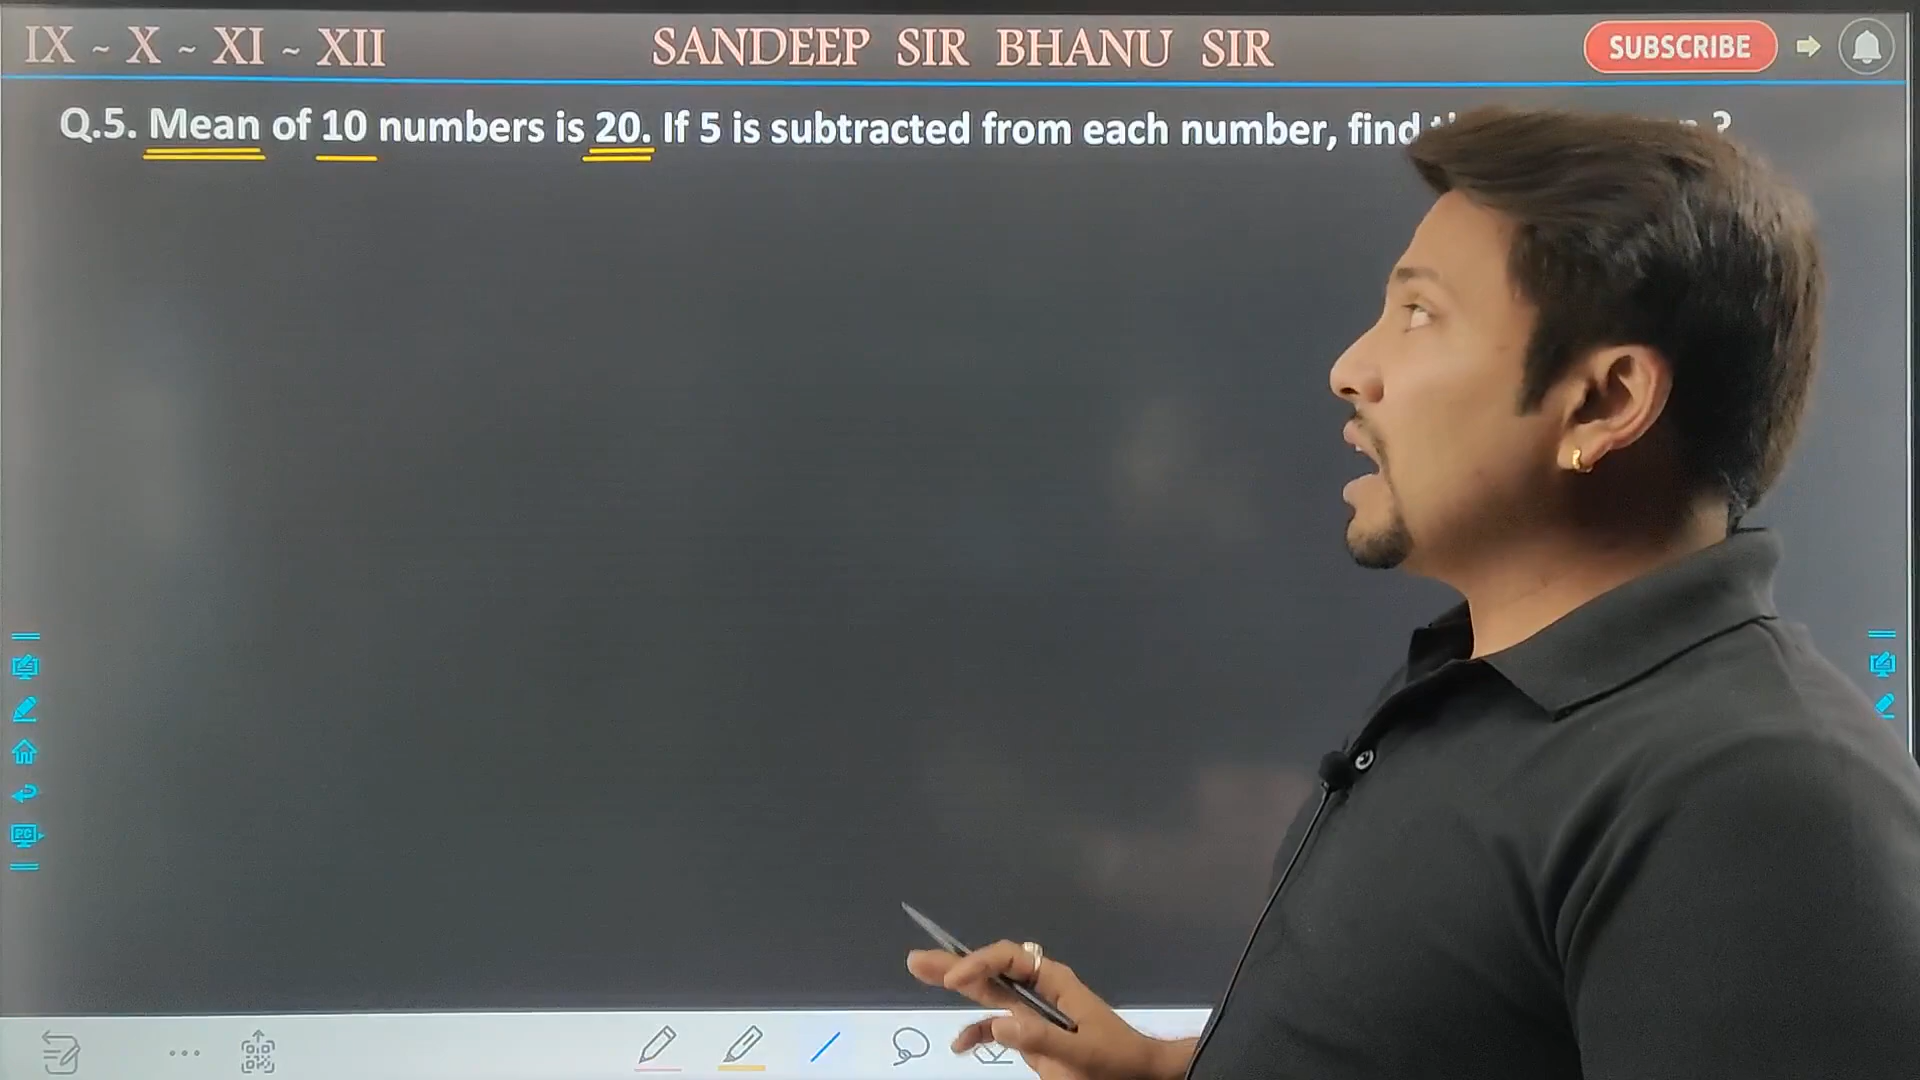 IX ~ X ~ XI ~ XII SANDEEP SIR BHANU SIR SUBSCRIBE
Q.5. Mean of 10 numbers is 20. If 5 is subtracted from each number, find ?
PC